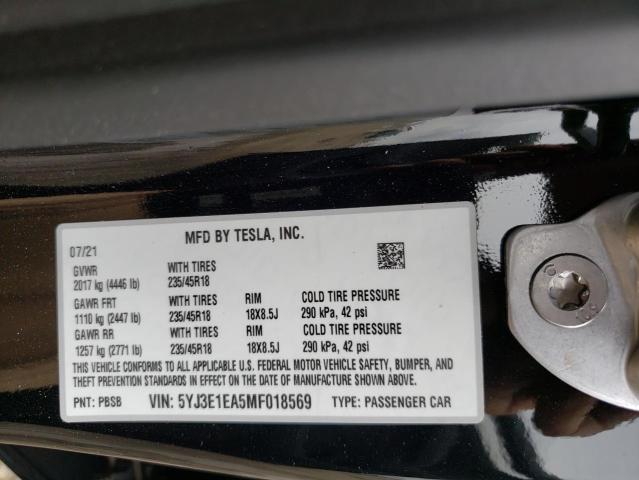 MFD BY TESLA, INC.
07/21
GVWR WITH TIRES
2017 kg (4446 lb) 235/45R18
GAWR FRT WITH TIRES RIM COLD TIRE PRESSURE
1110 kg (2447 lb) 235/45R18 18X8.5J 290 kPa, 42 psi
GAWR RR WITH TIRES RIM COLD TIRE PRESSURE
1257 kg (2771 lb) 235/45R18 18X8.5J 290 kPa, 42 psi
THIS VEHICLE CONFORMS TO ALL APPLICABLE U.S. FEDERAL MOTOR VEHICLE SAFETY, BUMPER, AND
THEFT PREVENTION STANDARDS IN EFFECT ON THE DATE OF MANUFACTURE SHOWN ABOVE.
PNT: PBSB VIN: 5YJ3E1EA5MF018569 TYPE: PASSENGER CAR